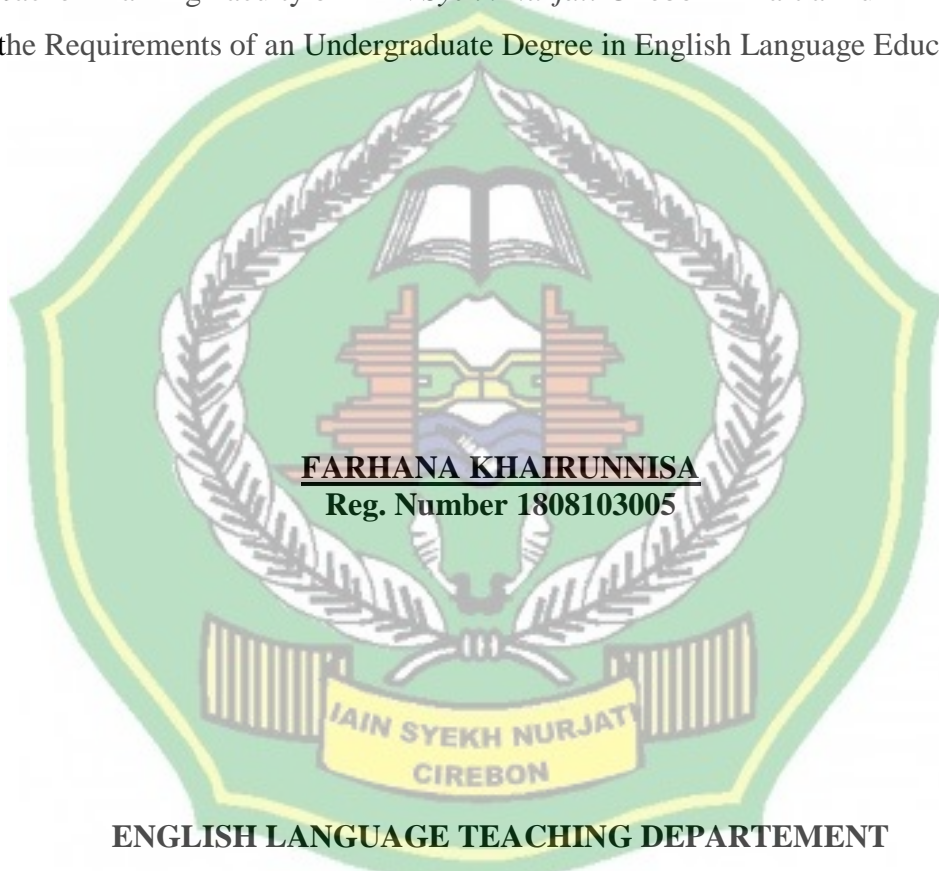 the Requirements of an Undergraduate Degree in English Language Educ
FARHANA KHAIRUNNISA
Reg. Number 1808103005
IAIN SYEKH NURJATI
CIREBON
ENGLISH LANGUAGE TEACHING DEPARTEMENT